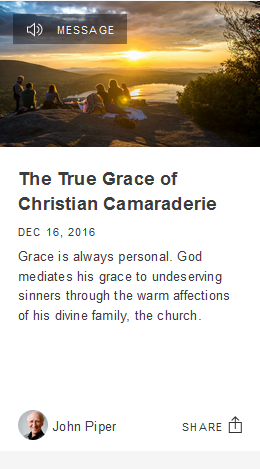 MESSAGE
The True Grace of
Christian Camaraderie
DEC 16, 2016
Grace is always personal. God
mediates his grace to undeserving
sinners through the warm affections
of his divine family, the church.
John Piper
SHARE